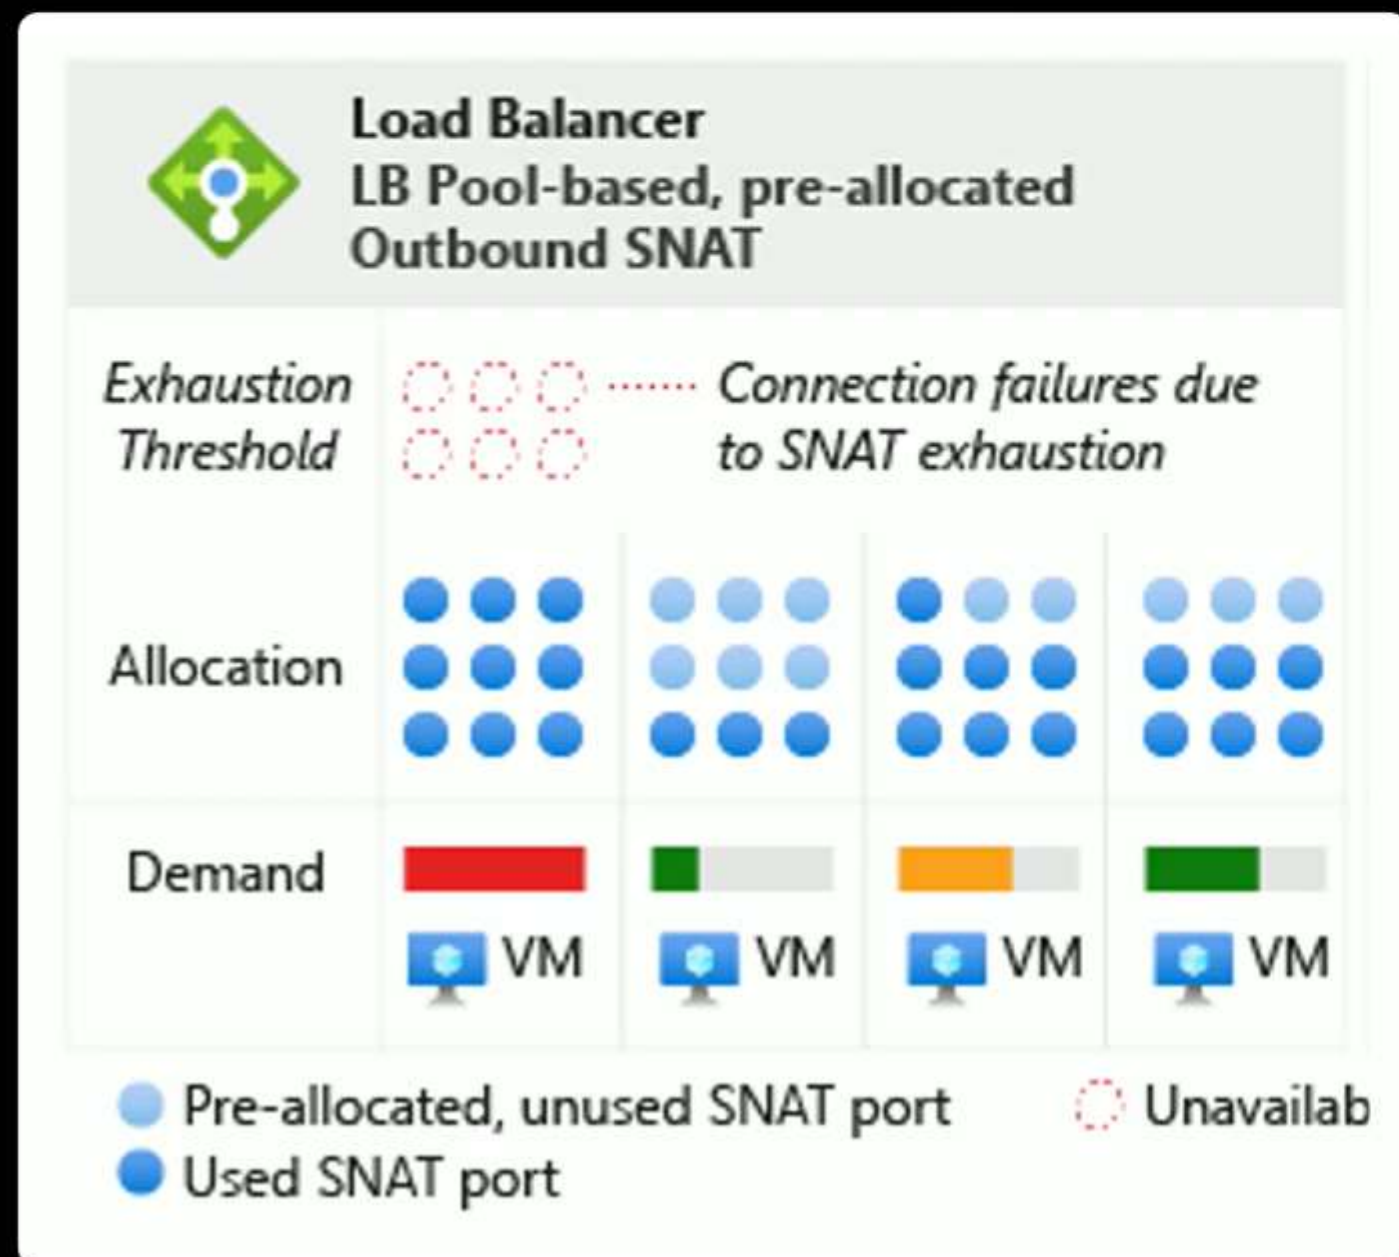 Load Balancer
LB Pool-based, pre-allocated
Outbound SNAT
Exhaustion
Threshold
Connection failures due
to SNAT exhaustion
Allocation
Demand
VM
VM
VM
VM
Pre-allocated, unused SNAT port
Unavailab
Used SNAT port